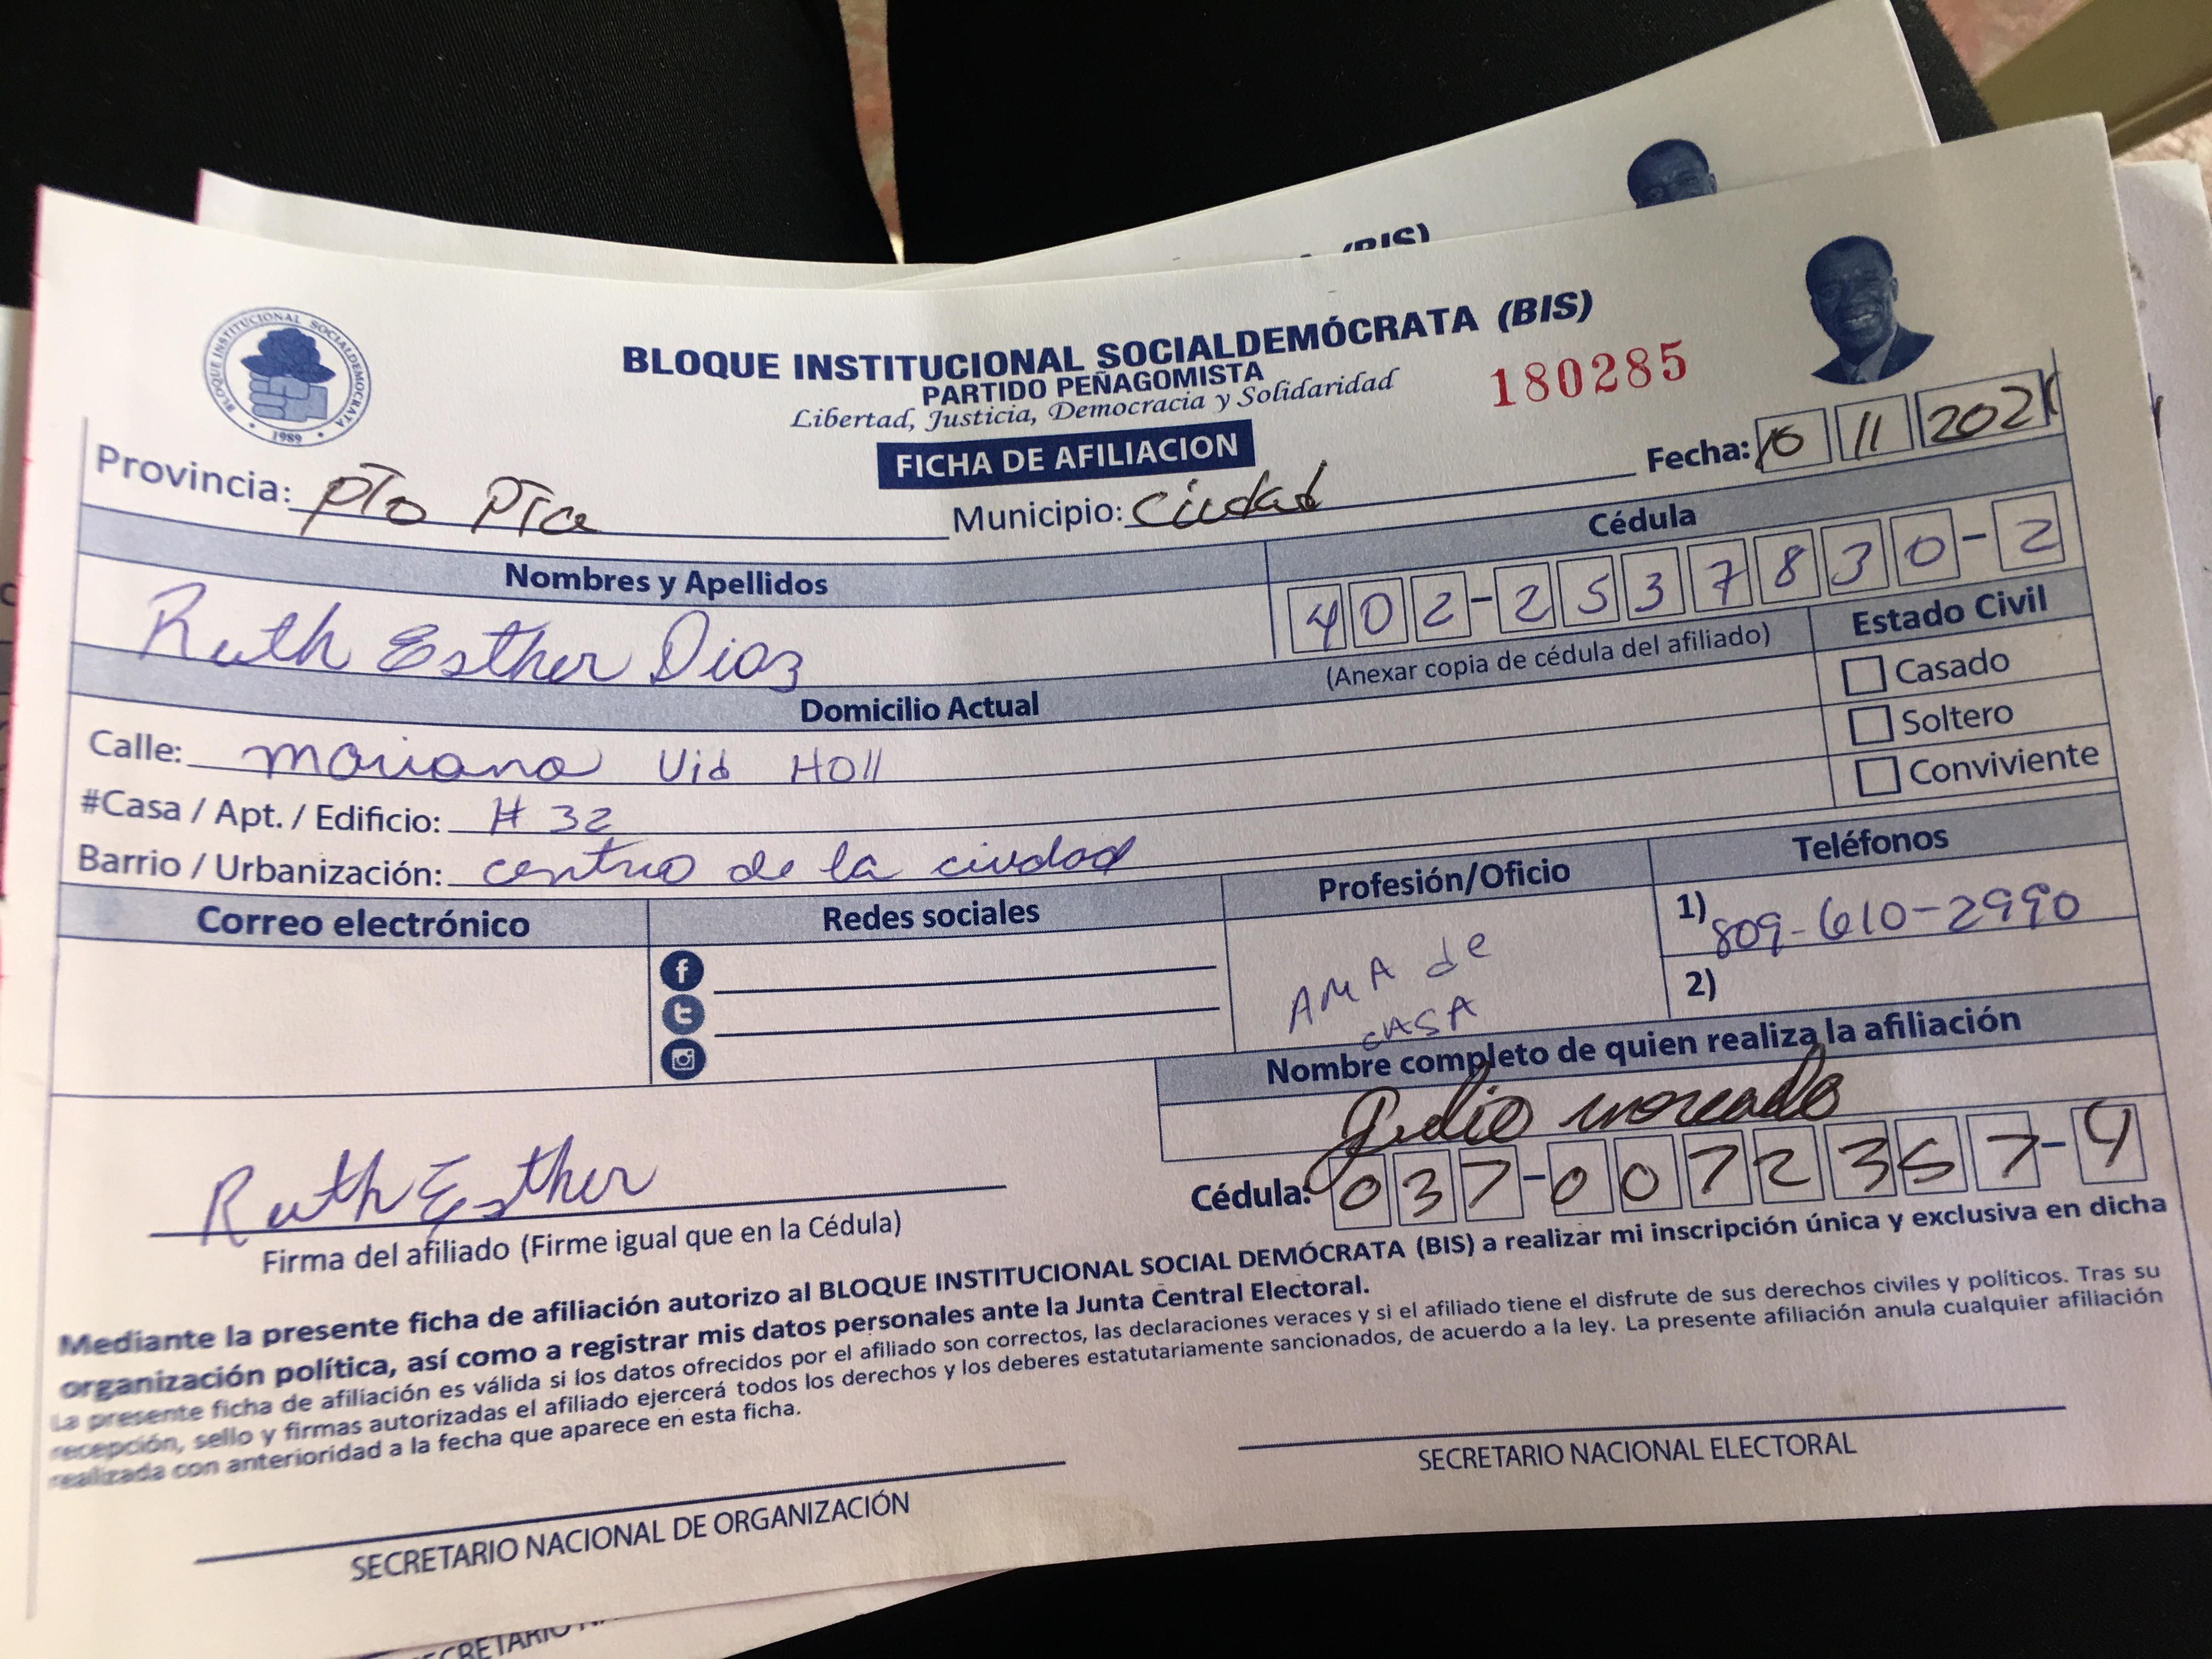 (BIS)
BLOQUE INSTITUCIONAL SOCIALDEMOCRATA
1989
BLOQUE INSTITUCIONAL SOCIALDEMÓCRATA (BIS)
PARTIDO PEÑAGOMISTA
Libertad, Justicia, Democracia y Solidaridad
180285
FICHA DE AFILIACION
Fecha: 10 11 2021
Provincia: Pto Pta
Municipio: Ciudad
Nombres y Apellidos
Cédula
Ruth Esther Diaz
402-2537830-2
(Anexar copia de cédula del afiliado)
Estado Civil
Casado
Soltero
Conviviente
Domicilio Actual
Calle: Mariana Vid Holl
#Casa / Apt. / Edificio: # 32
Barrio / Urbanización: centro de la ciudad
Correo electrónico
Redes sociales
Profesión/Oficio
AMA de
CASA
Teléfonos
1) 809-610-2990
2)
Nombre completo de quien realiza la afiliación
Julio mercado
Cédula: 037-0072357-4
Ruth Esther
Firma del afiliado (Firme igual que en la Cédula)
Mediante la presente ficha de afiliación autorizo al BLOQUE INSTITUCIONAL SOCIAL DEMÓCRATA (BIS) a realizar mi inscripción única y exclusiva en dicha
organización política, así como a registrar mis datos personales ante la Junta Central Electoral.
La presente ficha de afiliación es válida si los datos ofrecidos por el afiliado son correctos, las declaraciones veraces y si el afiliado tiene el disfrute de sus derechos civiles y políticos. Tras su
recepción, sello y firmas autorizadas el afiliado ejercerá todos los derechos y los deberes estatutariamente sancionados, de acuerdo a la ley. La presente afiliación anula cualquier afiliación
realizada con anterioridad a la fecha que aparece en esta ficha.
SECRETARIO NACIONAL DE ORGANIZACIÓN
SECRETARIO NACIONAL ELECTORAL